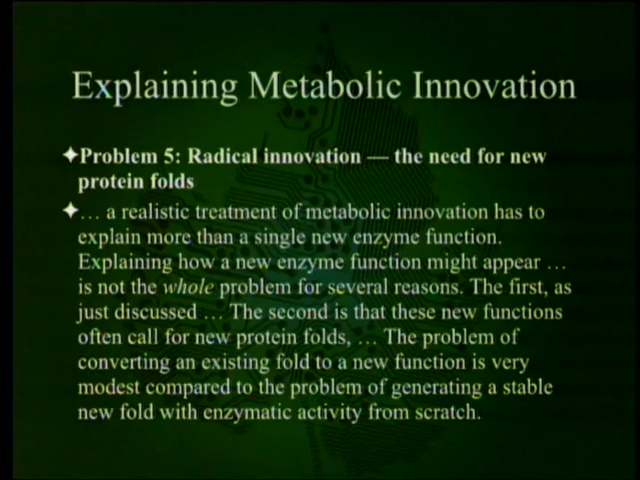 Explaining Metabolic Innovation
✦Problem 5: Radical innovation — the need for new
protein folds
✦… a realistic treatment of metabolic innovation has to
explain more than a single new enzyme function.
Explaining how a new enzyme function might appear …
is not the whole problem for several reasons. The first, as
just discussed … The second is that these new functions
often call for new protein folds, … The problem of
converting an existing fold to a new function is very
modest compared to the problem of generating a stable
new fold with enzymatic activity from scratch.